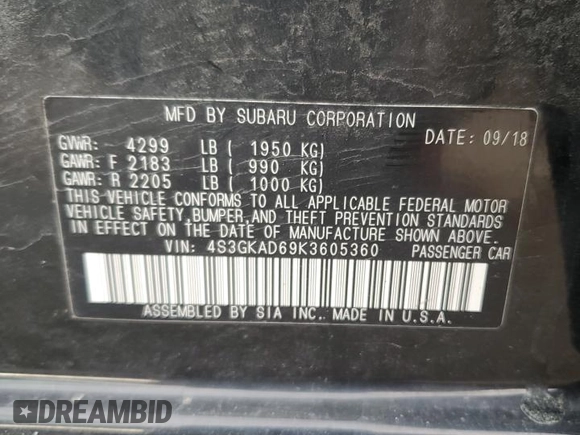 MFD BY SUBARU CORPORATION
DATE: 09/18
GVWR: - 4299 LB ( 1950 KG)
GAWR: F 2183 LB ( 990 KG)
GAWR: R 2205 LB ( 1000 KG)
THIS VEHICLE CONFORMS TO ALL APPLICABLE FEDERAL MOTOR
VEHICLE SAFETY,BUMPER,AND THEFT PREVENTION STANDARDS
IN EFFECT ON THE DATE OF MANUFACTURE SHOWN ABOVE.
VIN: 4S3GKAD69K3605360 PASSENGER CAR
ASSEMBLED BY SIA INC. MADE IN U.S.A.
DREAMBID